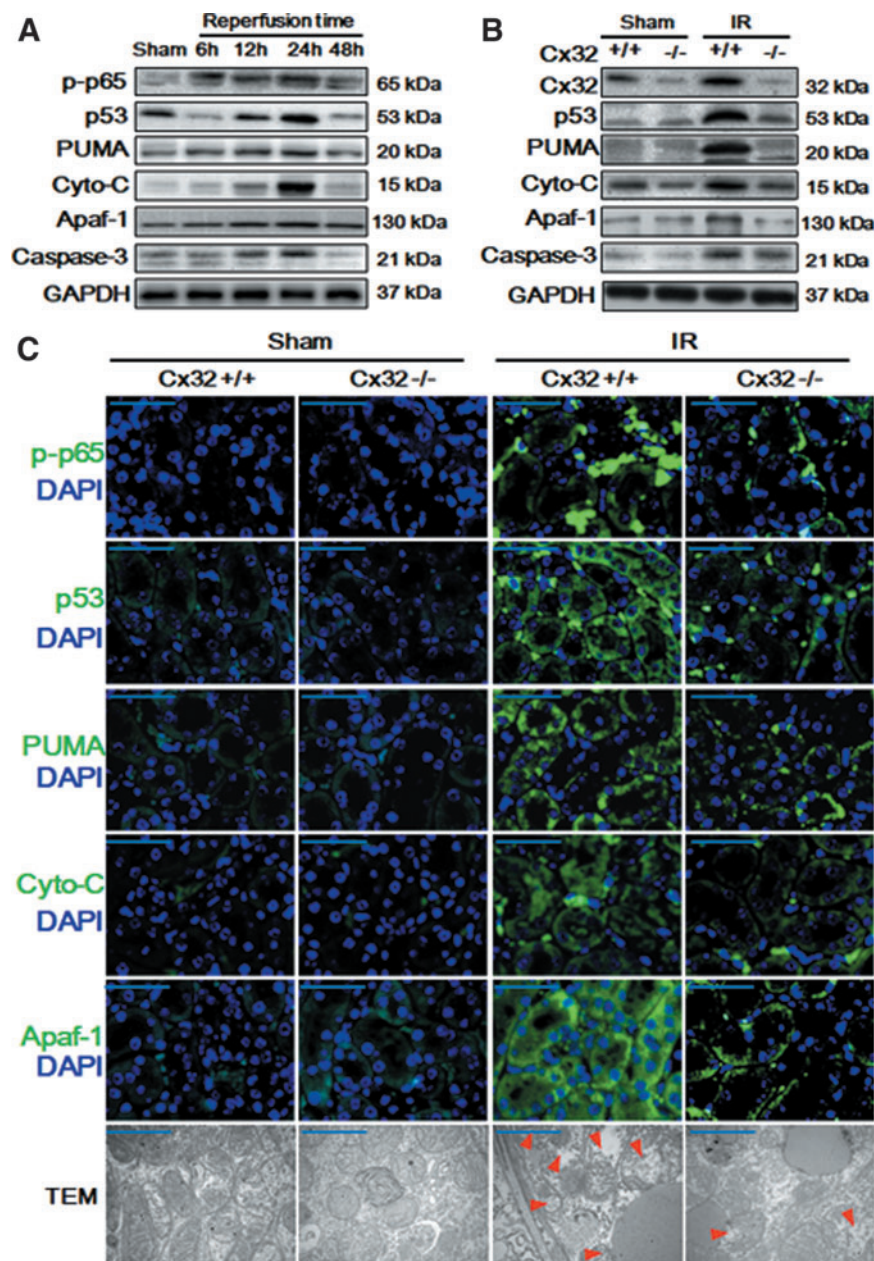 A
Reperfusion time
Sham 6h 12h 24h 48h
p-p65 65 kDa
p53 53 kDa
PUMA 20 kDa
Cyto-C 15 kDa
Apaf-1 130 kDa
Caspase-3 21 kDa
GAPDH 37 kDa
B
Sham IR
Cx32 +/+ -/- +/+ -/-
Cx32 32 kDa
p53 53 kDa
PUMA 20 kDa
Cyto-C 15 kDa
Apaf-1 130 kDa
Caspase-3 21 kDa
GAPDH 37 kDa
C
Sham IR
Cx32+/+ Cx32-/- Cx32+/+ Cx32-/-
p-p65
DAPI
p53
DAPI
PUMA
DAPI
Cyto-C
DAPI
Apaf-1
DAPI
TEM